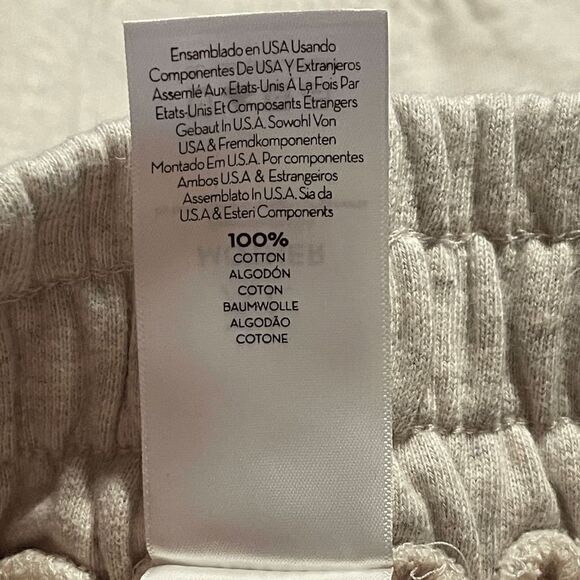 Ensamblado en USA Usando
Componentes De USA Y Extranjeros
Assemlé Aux Etats-Unis À La Fois Par
Etats-Unis Et Composants Étrangers
Gebaut In U.S.A. Sowohl Von
USA & Fremdkomponenten
Montado Em U.S.A. Por componentes
Ambos U.S.A & Estrangeiros
Assemblato In U.S.A. Sia da
U.S.A & Esteri Components
100%
COTTON
ALGODÓN
COTON
BAUMWOLLE
ALGODÃO
COTONE